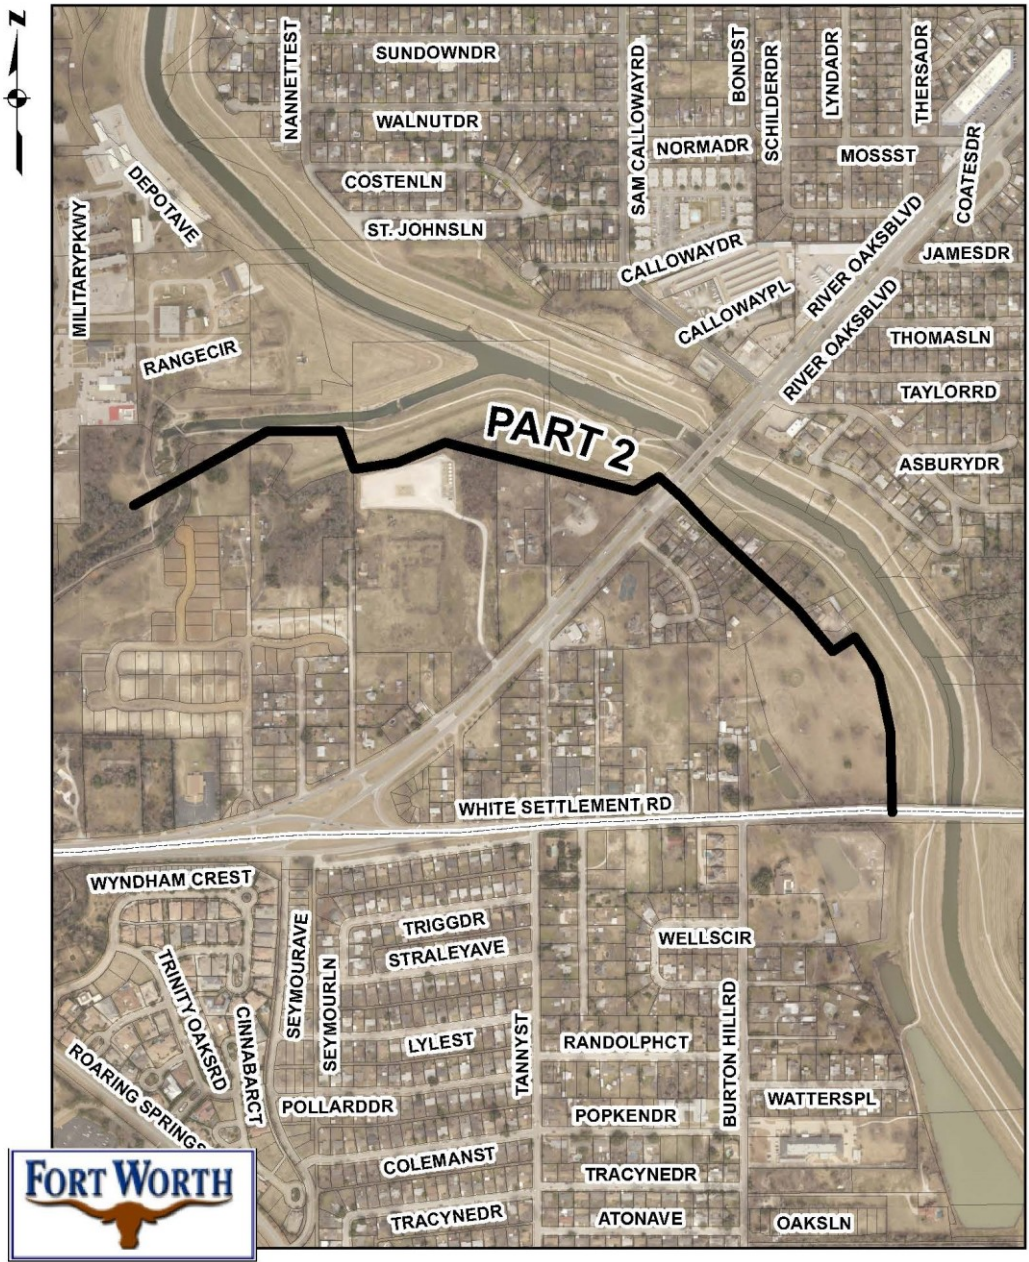 Z
SUNDOWNDR
NANNETTEST
WALNUTDR
COSTENLN
ST. JOHNSLN
SAM CALLOWAYRD
BONDST
SCHILDERDR
LYNDADR
THERSADR
NORMADR
MOSSST
COATESDR
DEPOTAVE
MILITARYPKWY
RIVER OAKSBLVD
JAMESDR
CALLOWAYDR
CALLOWAYPL
RIVER OAKSBLVD
THOMASLN
RANGECIR
TAYLORRD
PART 2
ASBURYDR
WHITE SETTLEMENT RD
WYNDHAM CREST
SEYMOURAVE
TRIGGDR
STRALEYAVE
WELLSCIR
TRINITY OAKSRD
SEYMOURLN
CINNABARCT
LYLEST
TANNYST
RANDOLPHCT
BURTON HILLRD
ROARING SPRINGS
POLLARDDR
POPKENDR
WATTERSPL
COLEMANST
TRACYNEDR
TRACYNEDR
ATONAVE
OAKSLN
FORT WORTH